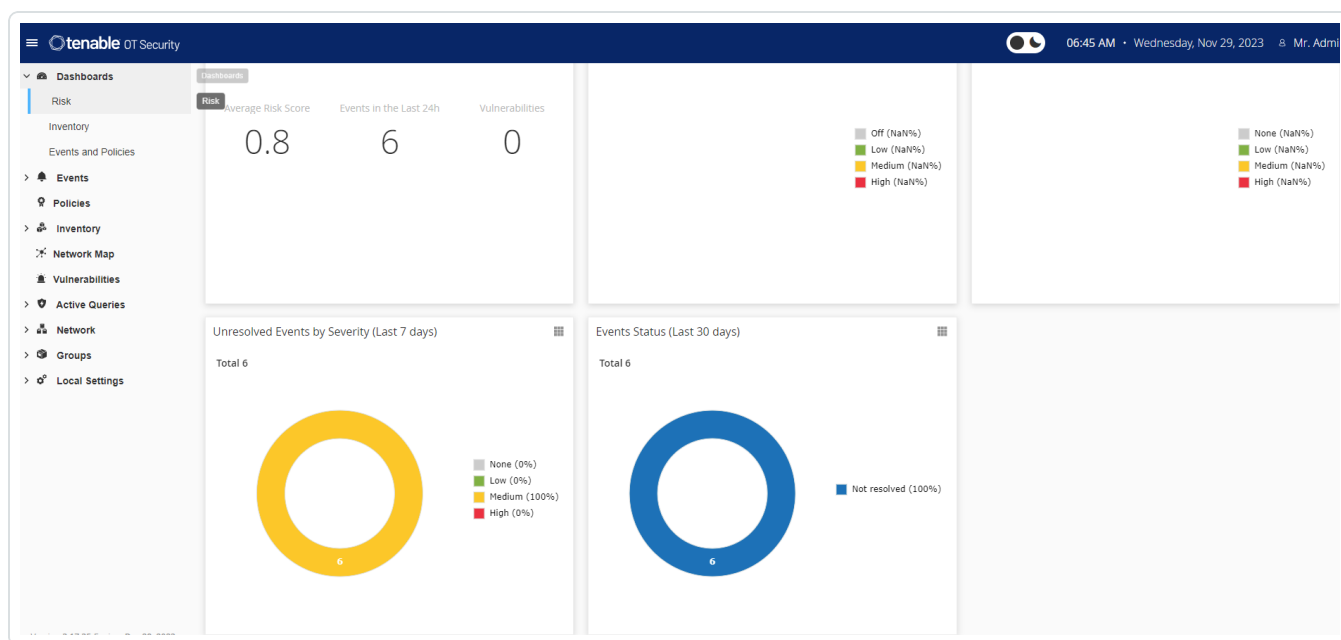 tenable OT Security
06:45 AM • Wednesday, Nov 29, 2023 Mr. Admi
Dashboards
Dashboards
Risk
Risk
Inventory
Events and Policies
Events
Policies
Inventory
Network Map
Vulnerabilities
Active Queries
Network
Groups
Local Settings
Average Risk Score Events in the Last 24h Vulnerabilities
0.8 6 0
Off (NaN%)
Low (NaN%)
Medium (NaN%)
High (NaN%)
None (NaN%)
Low (NaN%)
Medium (NaN%)
High (NaN%)
Unresolved Events by Severity (Last 7 days)
Total 6
None (0%)
Low (0%)
Medium (100%)
High (0%)
6
Events Status (Last 30 days)
Total 6
Not resolved (100%)
6